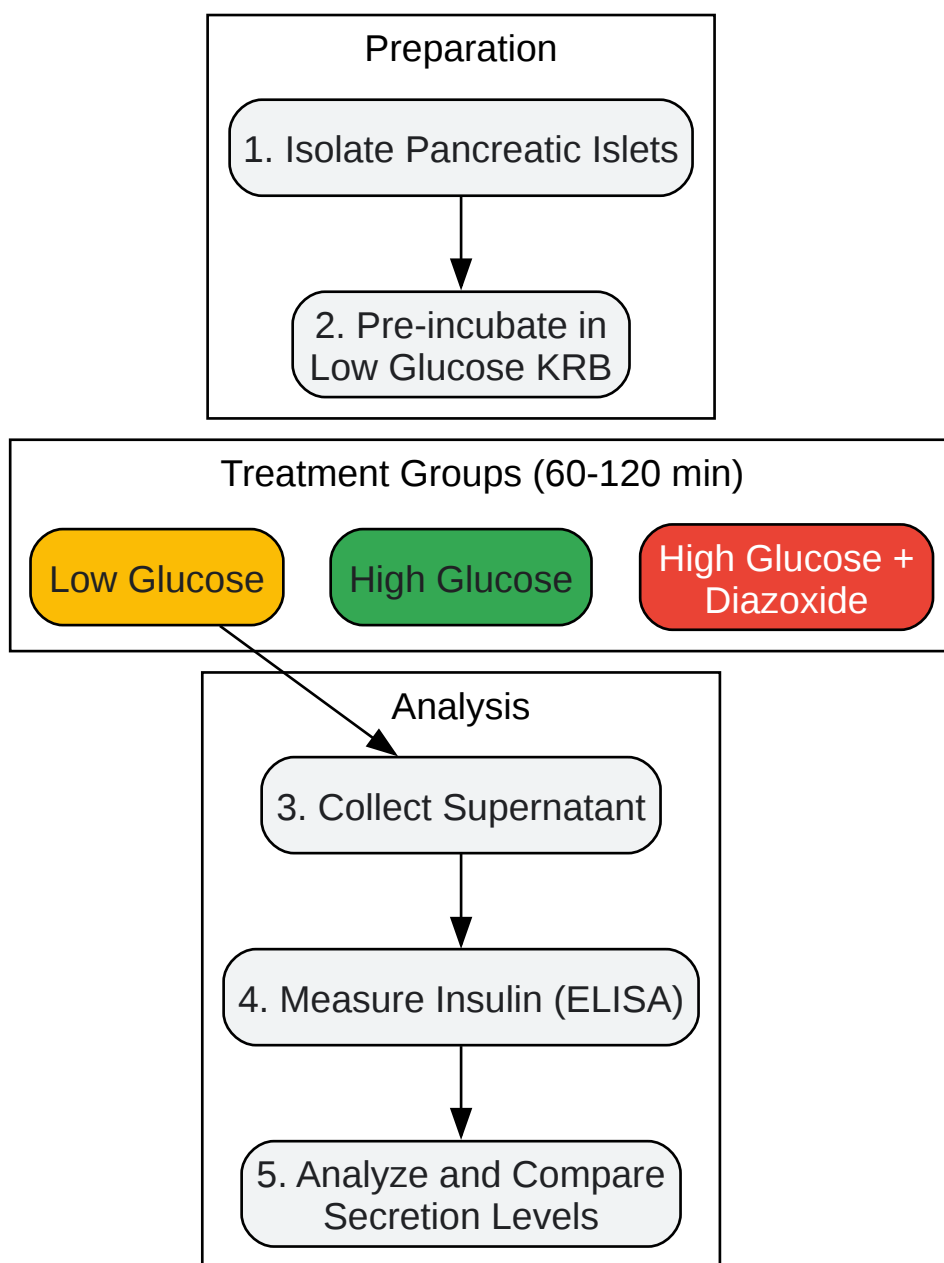 Preparation
1. Isolate Pancreatic Islets
2. Pre-incubate in
Low Glucose KRB
Treatment Groups (60-120 min)
Low Glucose
High Glucose
High Glucose +
Diazoxide
Analysis
3. Collect Supernatant
4. Measure Insulin (ELISA)
5. Analyze and Compare
Secretion Levels